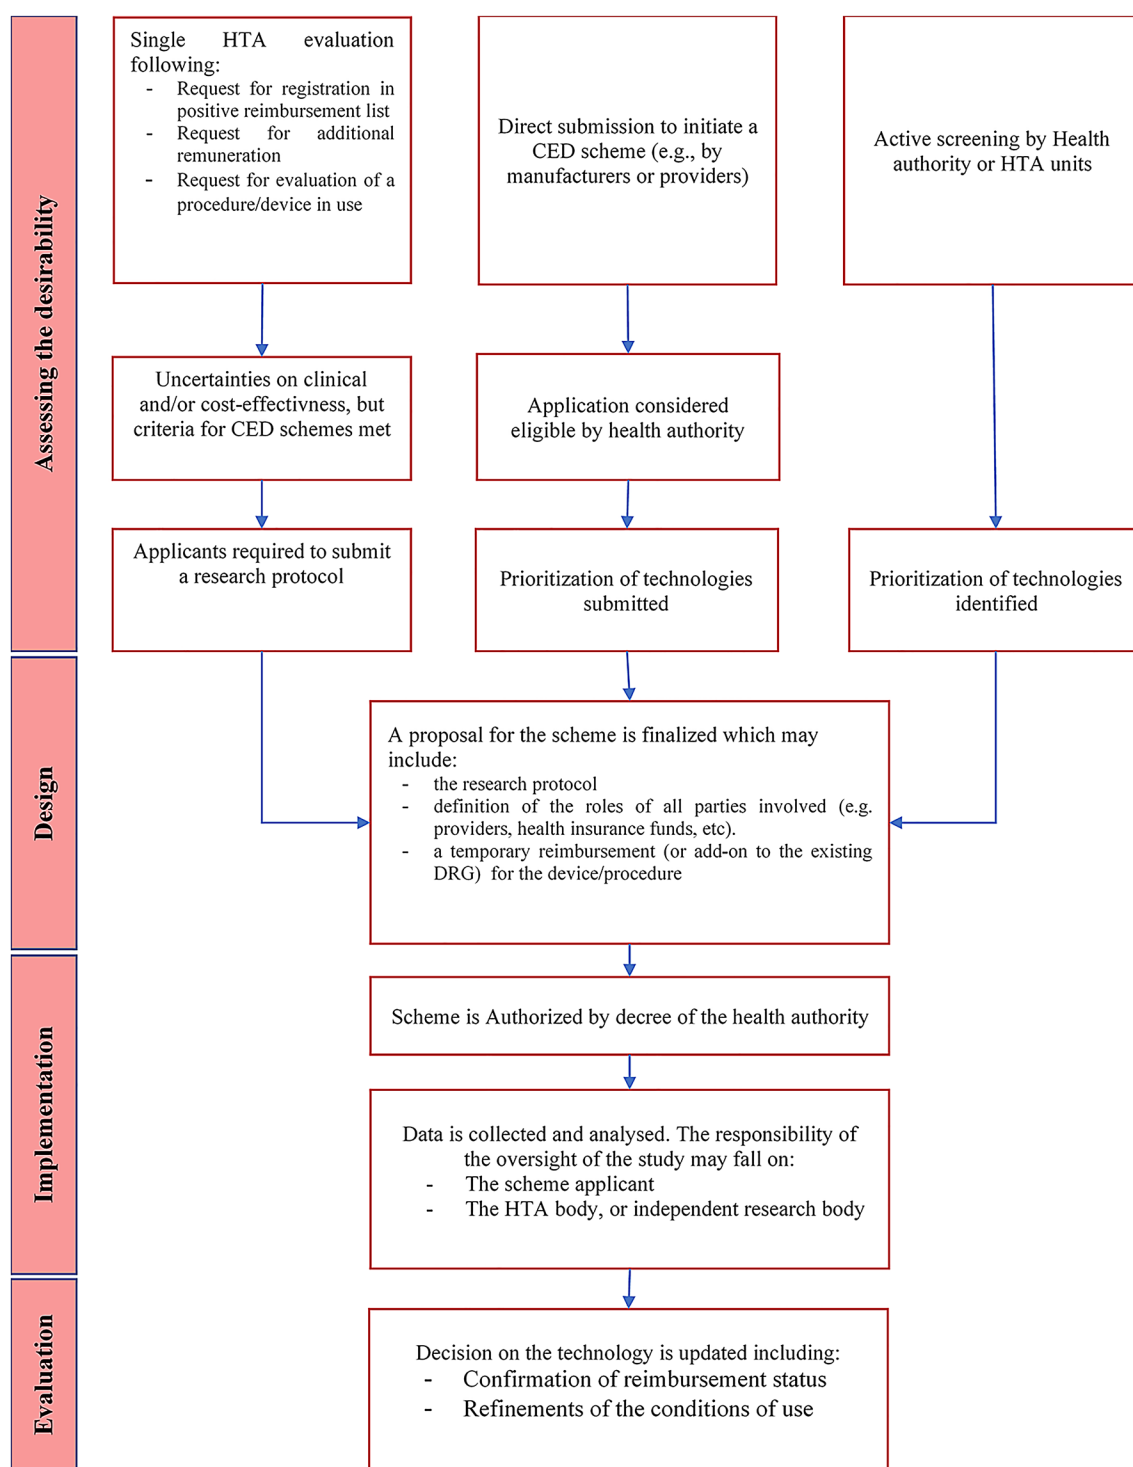 Assessing the desirability
Single HTA evaluation
following:
- Request for registration in
positive reimbursement list
- Request for additional
remuneration
- Request for evaluation of a
procedure/device in use
Direct submission to initiate a
CED scheme (e.g., by
manufacturers or providers)
Active screening by Health
authority or HTA units
Uncertainties on clinical
and/or cost-effectivness, but
criteria for CED schemes met
Application considered
eligible by health authority
Applicants required to submit
a research protocol
Prioritization of technologies
submitted
Prioritization of technologies
identified
Design
A proposal for the scheme is finalized which may
include:
- the research protocol
- definition of the roles of all parties involved (e.g.
providers, health insurance funds, etc).
- a temporary reimbursement (or add-on to the existing
DRG) for the device/procedure
Implementation
Scheme is Authorized by decree of the health authority
Data is collected and analysed. The responsibility of
the oversight of the study may fall on:
- The scheme applicant
- The HTA body, or independent research body
Evaluation
Decision on the technology is updated including:
- Confirmation of reimbursement status
- Refinements of the conditions of use